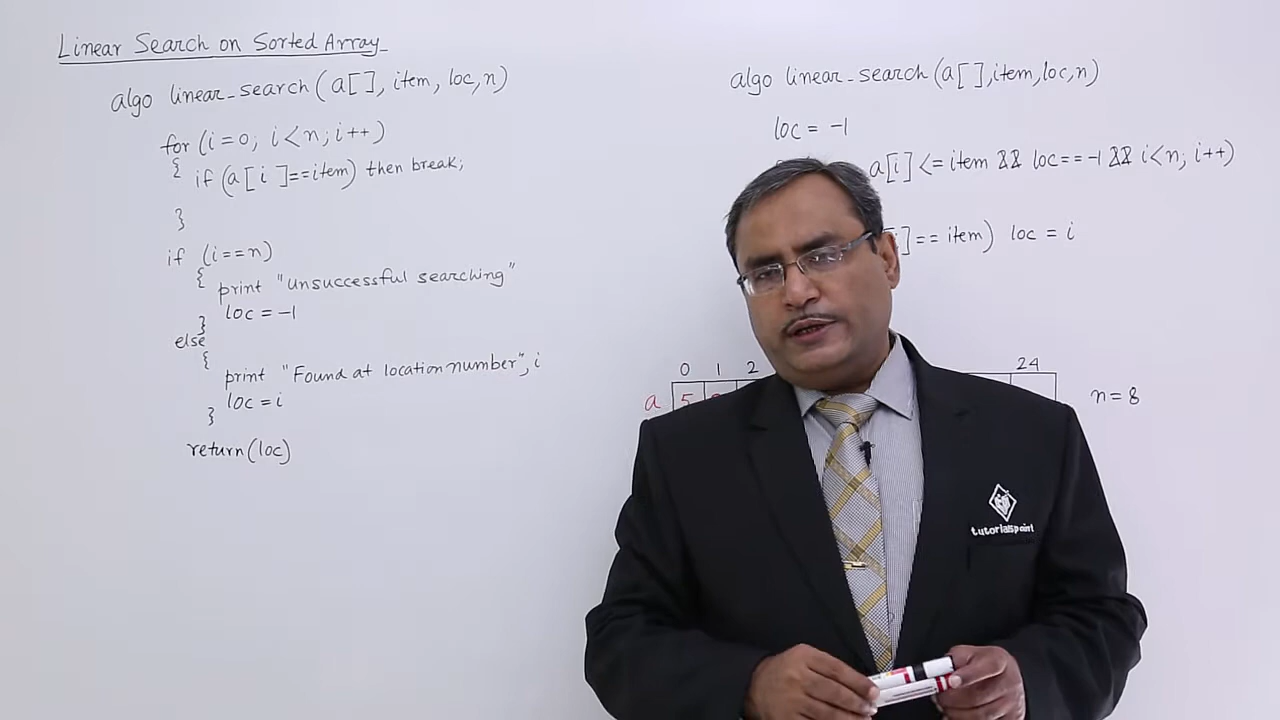 Linear Search on Sorted Array
algo linear_search (a[], item, loc, n)
for (i=0; i<n; i++)
{
if (a[i]==item) then break;
}
if (i==n)
{
print "Unsuccessful searching"
loc = -1
}
else
{
print "Found at location number", i
loc = i
}
return(loc)
algo linear_search (a[], item, loc, n)
loc = -1
a[i] <= item && loc == -1 && i<n; i++)
] == item) loc = i
0 1 2 24
a 5 n = 8
tutorialspoint